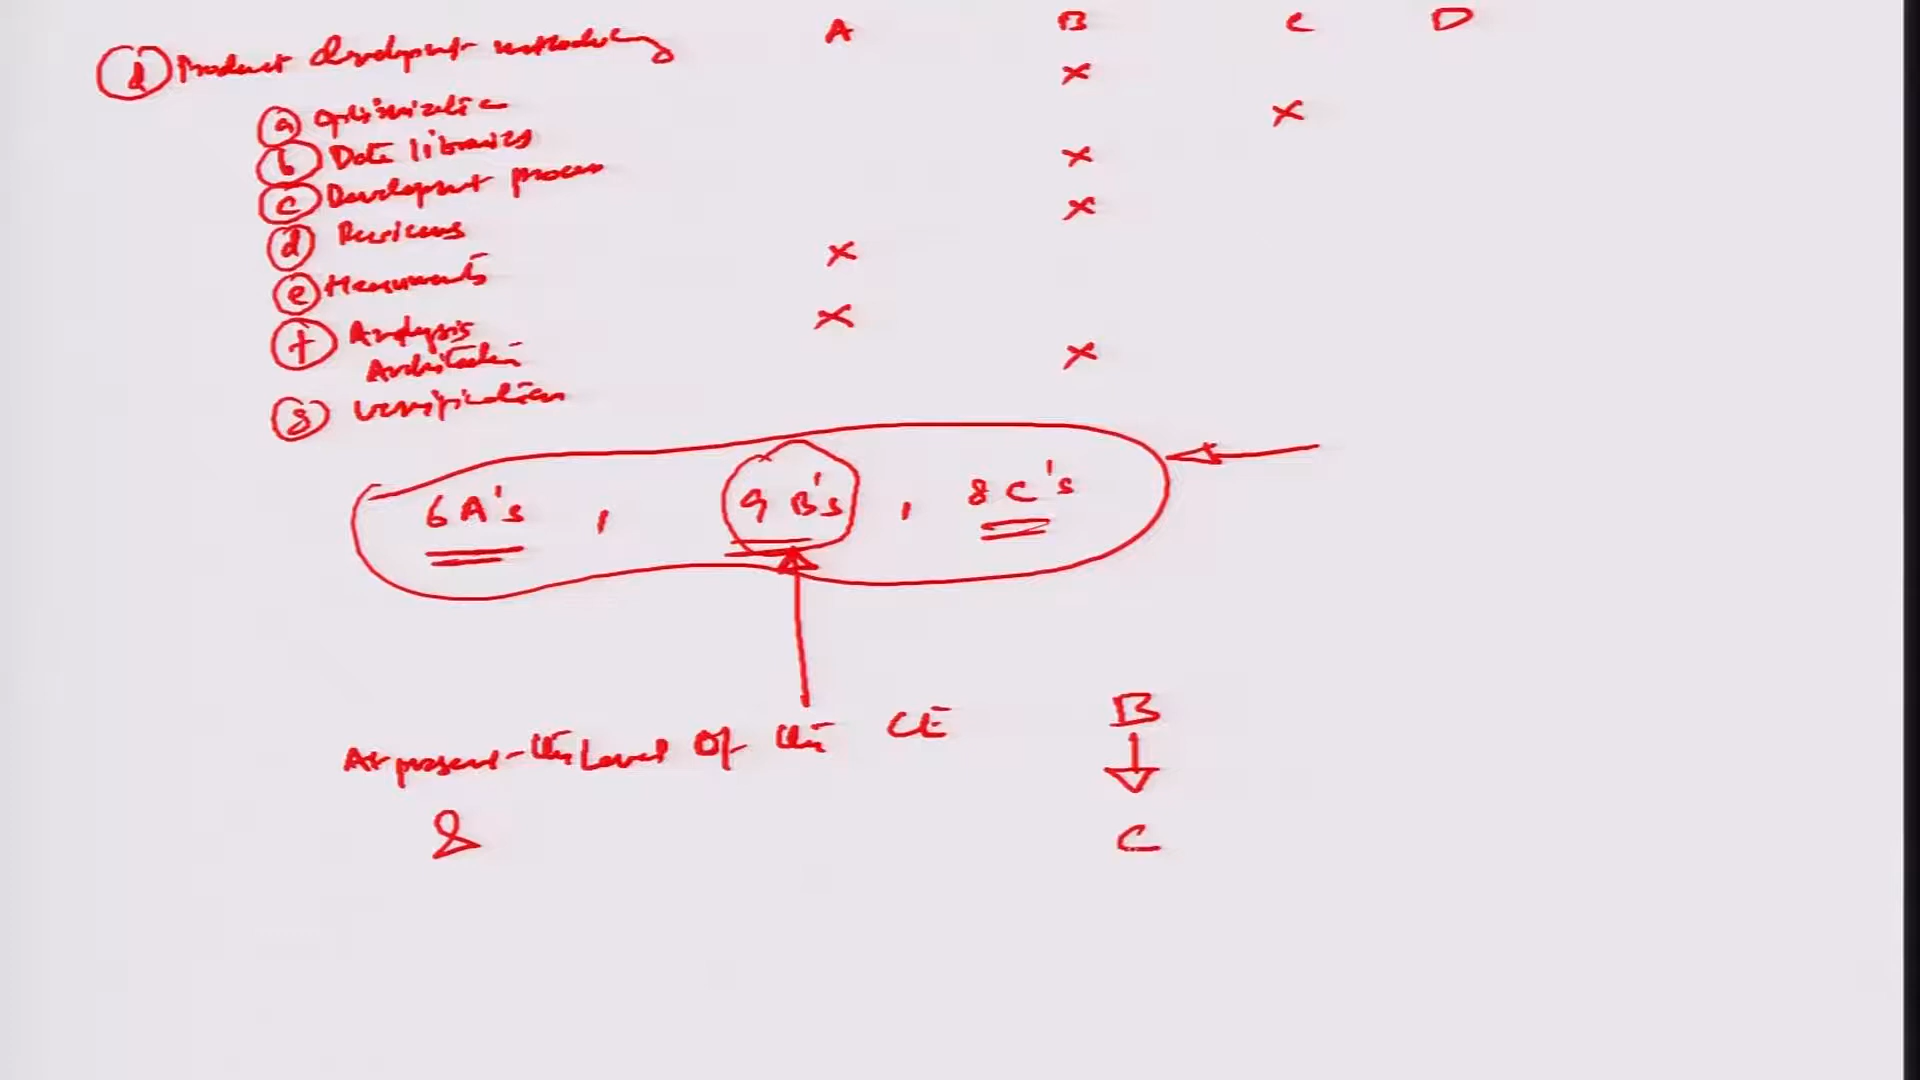 (d) Product development methodology A B C D
(a) Optimization ×
(b) Data libraries ×
(c) Development process ×
(d) Reviews ×
(e) Measurements ×
(f) Analysis Architecture ×
(g) Verification ×
6 A's , 9 B's , 8 C's
At present the Level Of the CE B
& C